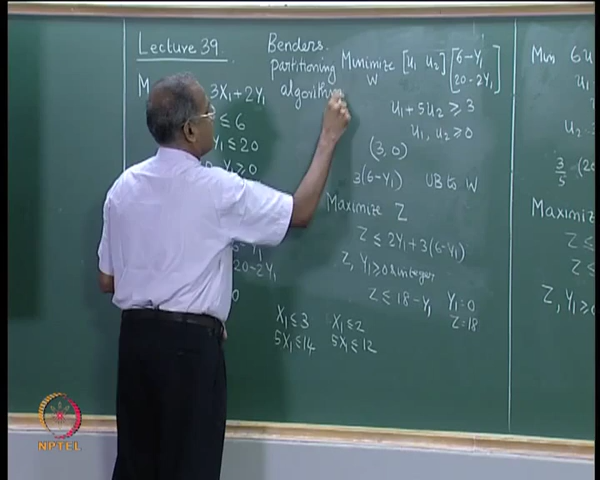 Lecture 39.
M 3X₁+2Y₁
≤ 6
Y₁ ≤ 20
20-2Y₁
X₁≤3 X₁≤2
5X₁≤14 5X₁≤12
Benders
partitioning
algorithm
Minimize [u₁ u₂] [6-Y₁
20-2Y₁]
W
u₁+5u₂ ≥ 3
u₁, u₂ ≥0
(3, 0)
3(6-Y₁) UB to W
Maximize Z
Z ≤ 2Y₁+3(6-Y₁)
Z, Y₁≥0 & integer
Z ≤ 18-Y₁ Y₁=0
Z=18
Min 6u
u₁
u₂
3/5 (20
Maximize
Z≤
Z≤
Z, Y₁≥0
NPTEL